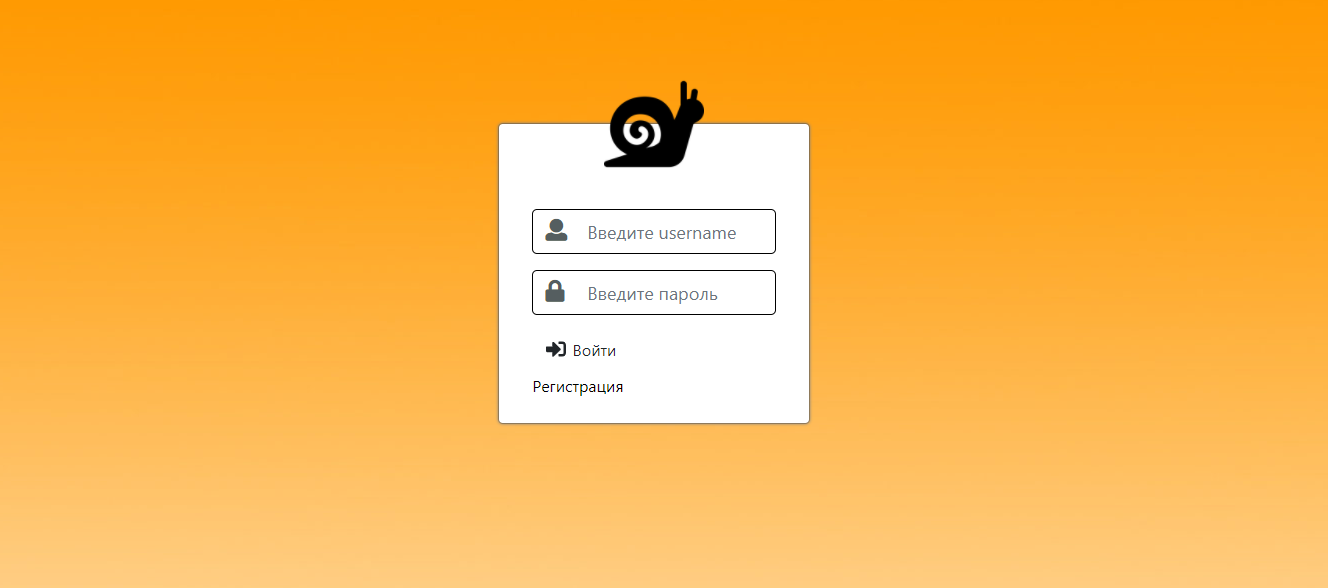 Введите username
Введите пароль
Войти
Регистрация